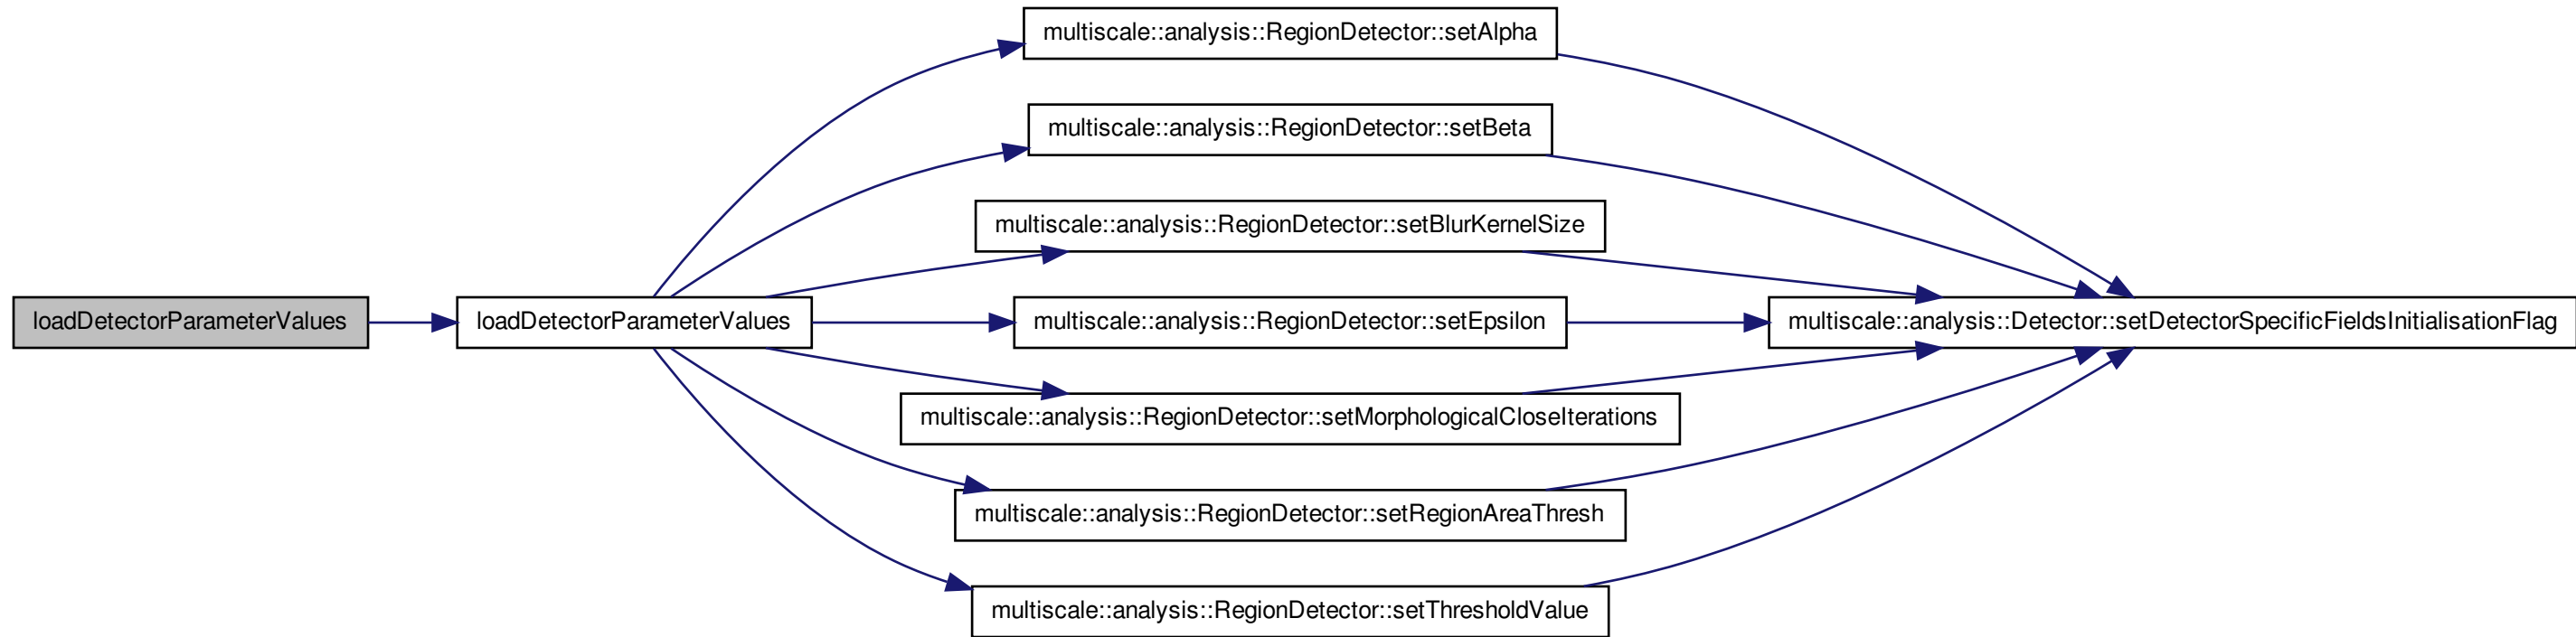 multiscale::analysis::RegionDetector::setAlpha
multiscale::analysis::RegionDetector::setBeta
multiscale::analysis::RegionDetector::setBlurKernelSize
loadDetectorParameterValues
loadDetectorParameterValues
multiscale::analysis::RegionDetector::setEpsilon
multiscale::analysis::Detector::setDetectorSpecificFieldsInitialisationFlag
multiscale::analysis::RegionDetector::setMorphologicalCloseIterations
multiscale::analysis::RegionDetector::setRegionAreaThresh
multiscale::analysis::RegionDetector::setThresholdValue